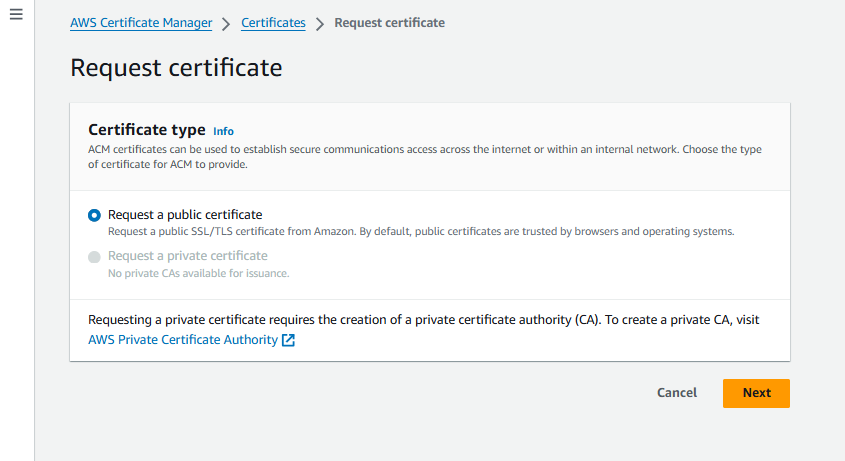 AWS Certificate Manager > Certificates > Request certificate
Request certificate
Certificate type Info
ACM certificates can be used to establish secure communications access across the internet or within an internal network. Choose the type
of certificate for ACM to provide.
Request a public certificate
Request a public SSL/TLS certificate from Amazon. By default, public certificates are trusted by browsers and operating systems.
Request a private certificate
No private CAs available for issuance.
Requesting a private certificate requires the creation of a private certificate authority (CA). To create a private CA, visit
AWS Private Certificate Authority
Cancel Next